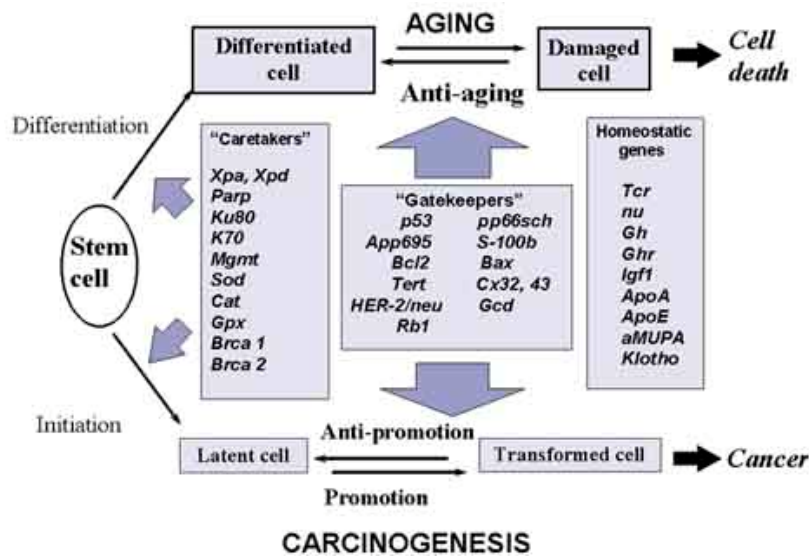 AGING
Differentiated
cell
Damaged
cell
Cell
death
Anti-aging
Differentiation
"Caretakers"
Xpa, Xpd
Parp
Ku80
K70
Mgmt
Sod
Cat
Gpx
Brca 1
Brca 2
"Gatekeepers"
p53 pp66sch
App695 S-100b
Bcl2 Bax
Tert Cx32, 43
HER-2/neu Gcd
Rb1
Homeostatic
genes
Tcr
nu
Gh
Ghr
Igf1
ApoA
ApoE
aMUPA
Klotho
Stem
cell
Initiation
Latent cell
Anti-promotion
Promotion
Transformed cell
Cancer
CARCINOGENESIS